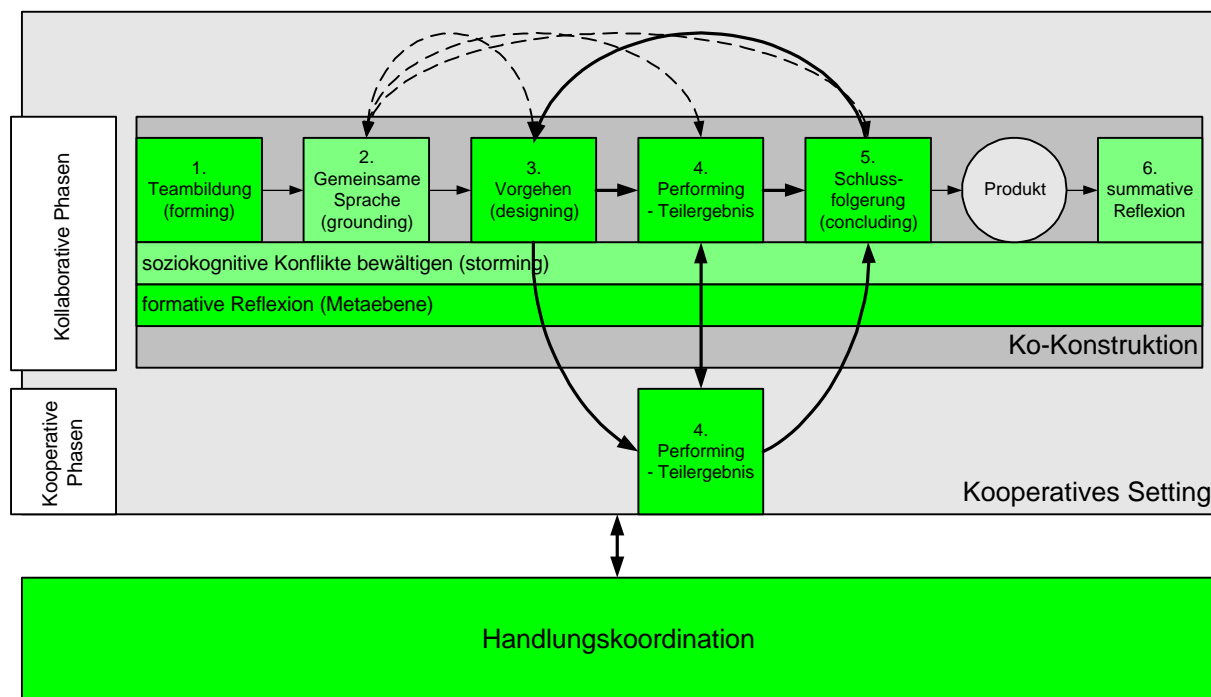 Kollaborative Phasen
1.
Teambildung
(forming)
2.
Gemeinsame
Sprache
(grounding)
3.
Vorgehen
(designing)
4.
Performing
- Teilergebnis
5.
Schluss-
folgerung
(concluding)
Produkt
6.
summative
Reflexion
soziokognitive Konflikte bewältigen (storming)
formative Reflexion (Metaebene)
Ko-Konstruktion
Kooperative
Phasen
4.
Performing
- Teilergebnis
Kooperatives Setting
Handlungskoordination